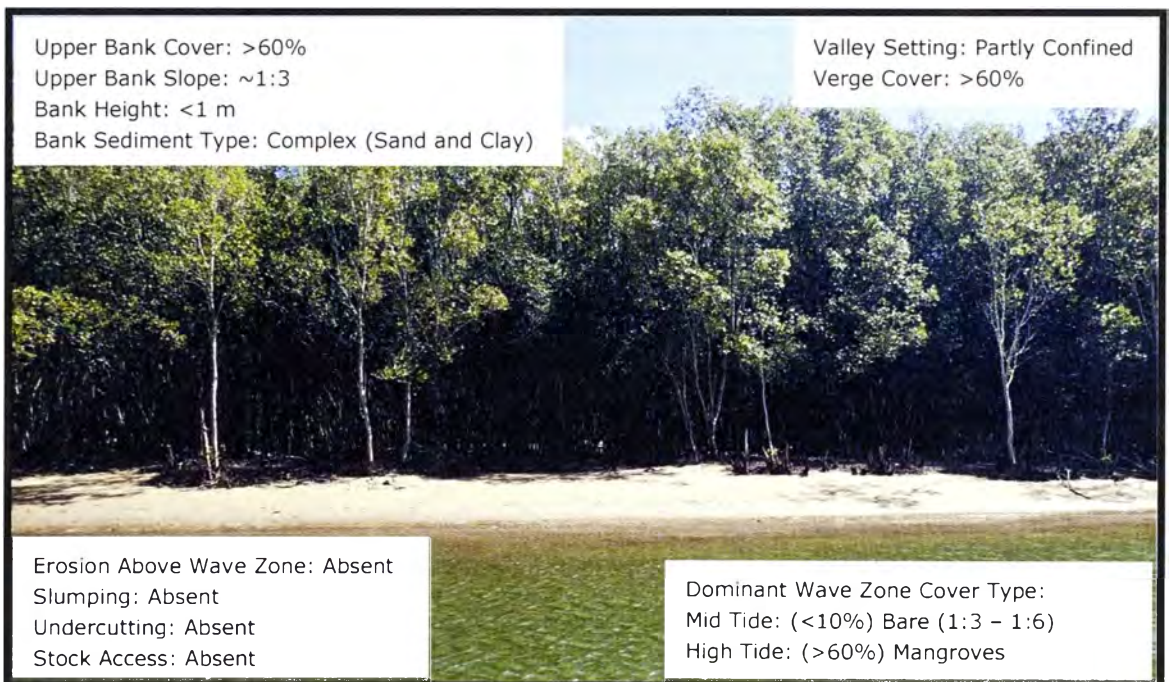 Upper Bank Cover: >60%
Upper Bank Slope: ~1:3
Bank Height: <1 m
Bank Sediment Type: Complex (Sand and Clay)
Valley Setting: Partly Confined
Verge Cover: >60%
Erosion Above Wave Zone: Absent
Slumping: Absent
Undercutting: Absent
Stock Access: Absent
Dominant Wave Zone Cover Type:
Mid Tide: (<10%) Bare (1:3 – 1:6)
High Tide: (>60%) Mangroves